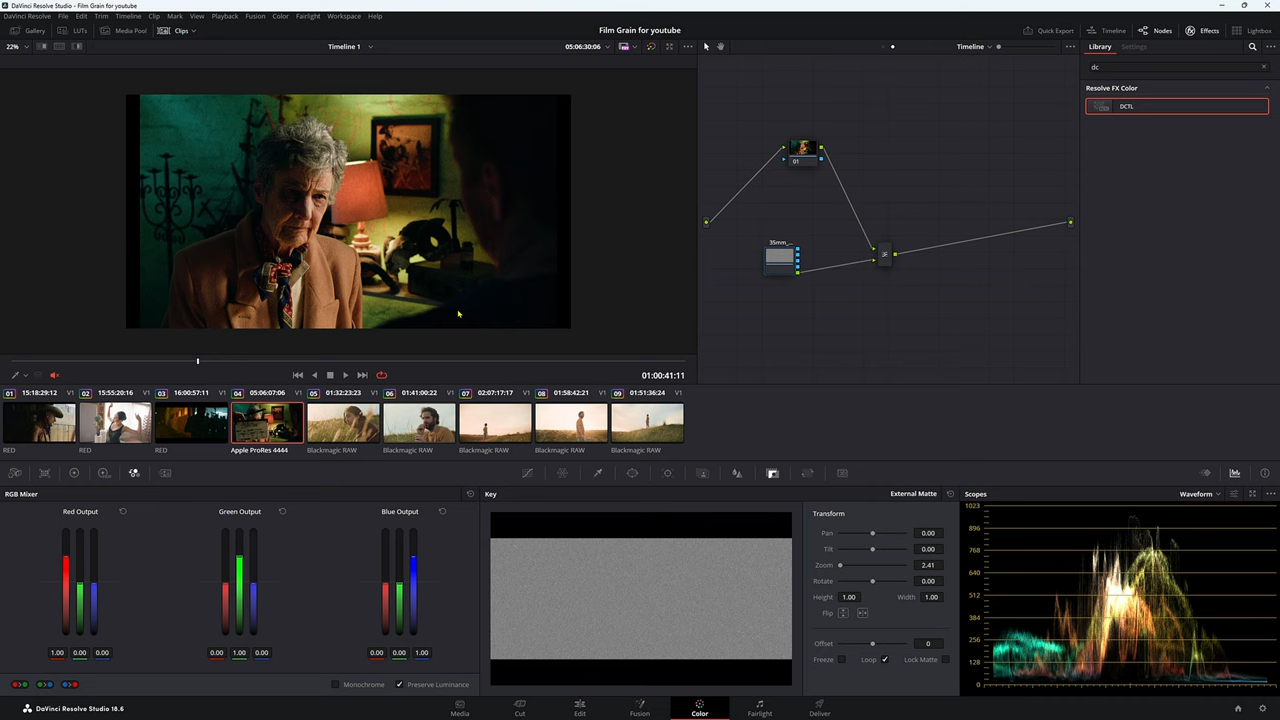 DaVinci Resolve Studio - Film Grain for youtube
DaVinci Resolve File Edit Trim Timeline Clip Mark View Playback Fusion Color Fairlight Workspace Help
Gallery LUTs Media Pool Clips Film Grain for youtube Quick Export Timeline Nodes Effects Lightbox
22% Timeline 1 05:06:30:06 Timeline Library Settings
dc
Resolve FX Color
DCTL
01
35mm_...
01:00:41:11
01 15:18:29:12 V1 02 15:55:20:16 V1 03 16:00:57:11 V1 04 05:06:07:06 V1 05 01:32:23:23 V1 06 01:41:00:22 V1 07 02:07:17:17 V1 08 01:58:42:21 V1 09 01:51:36:24 V1
RED RED RED Apple ProRes 4444 Blackmagic RAW Blackmagic RAW Blackmagic RAW Blackmagic RAW Blackmagic RAW
RGB Mixer Key External Matte Scopes Waveform
Red Output Green Output Blue Output
1.00 0.00 0.00 0.00 1.00 0.00 0.00 0.00 1.00
Monochrome Preserve Luminance
Transform
Pan 0.00
Tilt 0.00
Zoom 2.41
Rotate 0.00
Height 1.00 Width 1.00
Flip
Offset 0
Freeze Loop Lock Matte
1023
896
768
640
512
384
256
128
0
DaVinci Resolve Studio 18.6
Media Cut Edit Fusion Color Fairlight Deliver